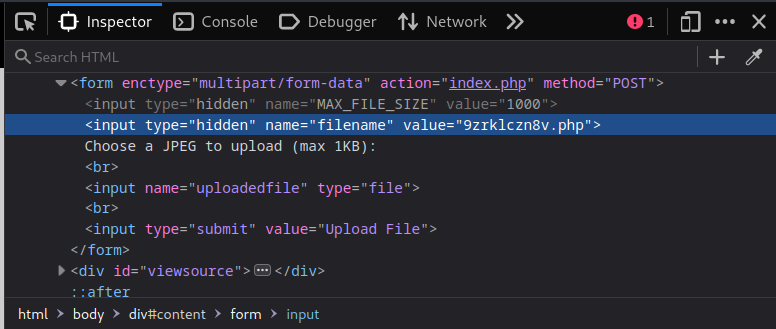 Inspector Console Debugger Network 1
Search HTML
<form enctype="multipart/form-data" action="index.php" method="POST">
<input type="hidden" name="MAX_FILE_SIZE" value="1000">
<input type="hidden" name="filename" value="9zrklczn8v.php">
Choose a JPEG to upload (max 1KB):
<br>
<input name="uploadedfile" type="file">
<br>
<input type="submit" value="Upload File">
</form>
<div id="viewsource">…</div>
::after
html > body > div#content > form > input